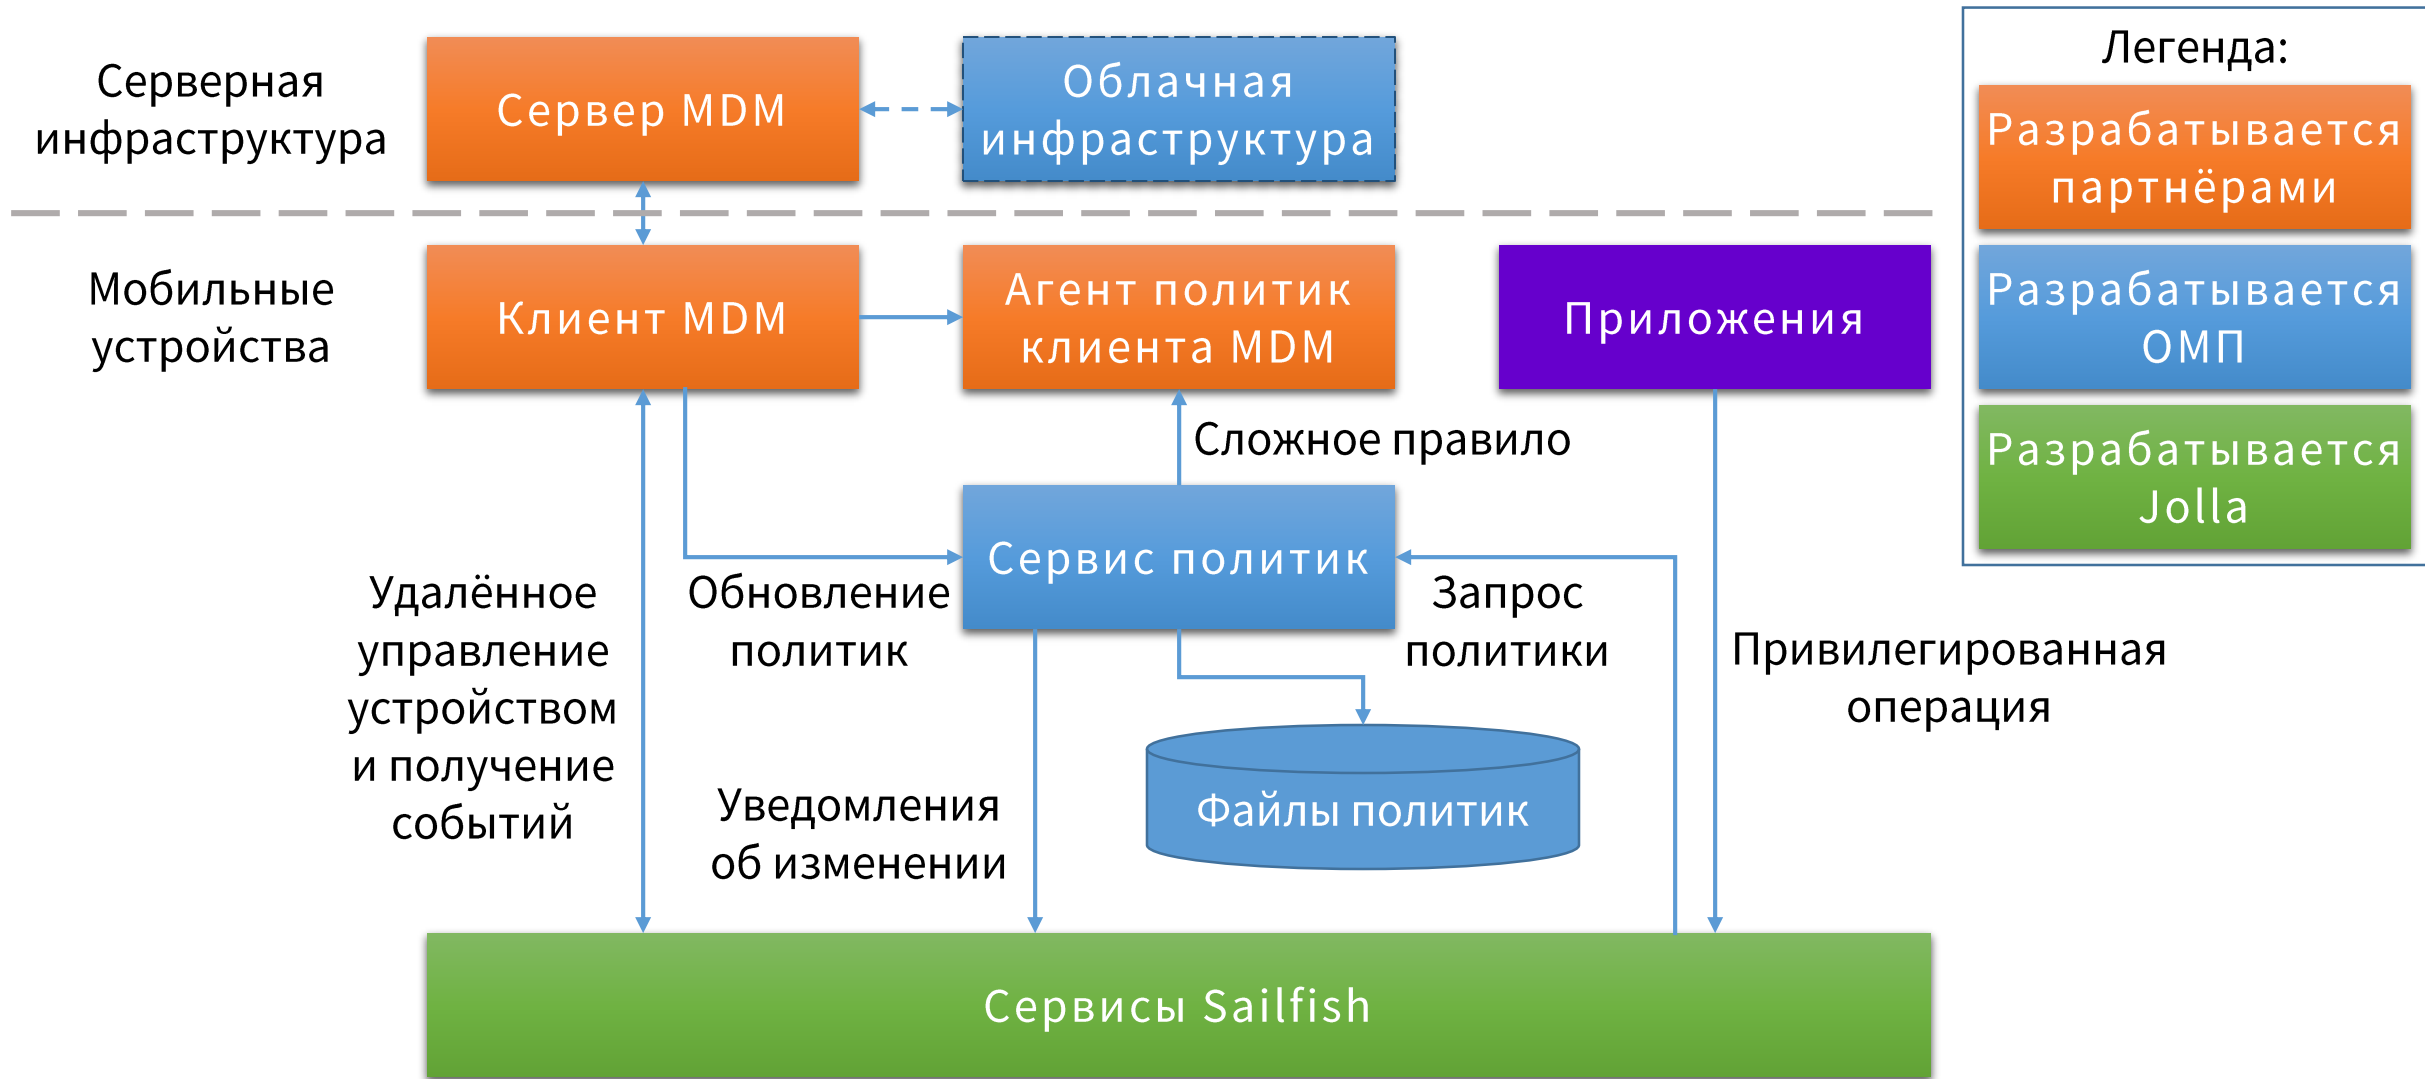 Серверная
инфраструктура
Сервер MDM
Облачная
инфраструктура
Легенда:
Разрабатывается
партнёрами
Разрабатывается
ОМП
Разрабатывается
Jolla
Мобильные
устройства
Клиент MDM
Агент политик
клиента MDM
Приложения
Сложное правило
Сервис политик
Удалённое
управление
устройством
и получение
событий
Обновление
политик
Запрос
политики
Привилегированная
операция
Уведомления
об изменении
Файлы политик
Сервисы Sailfish